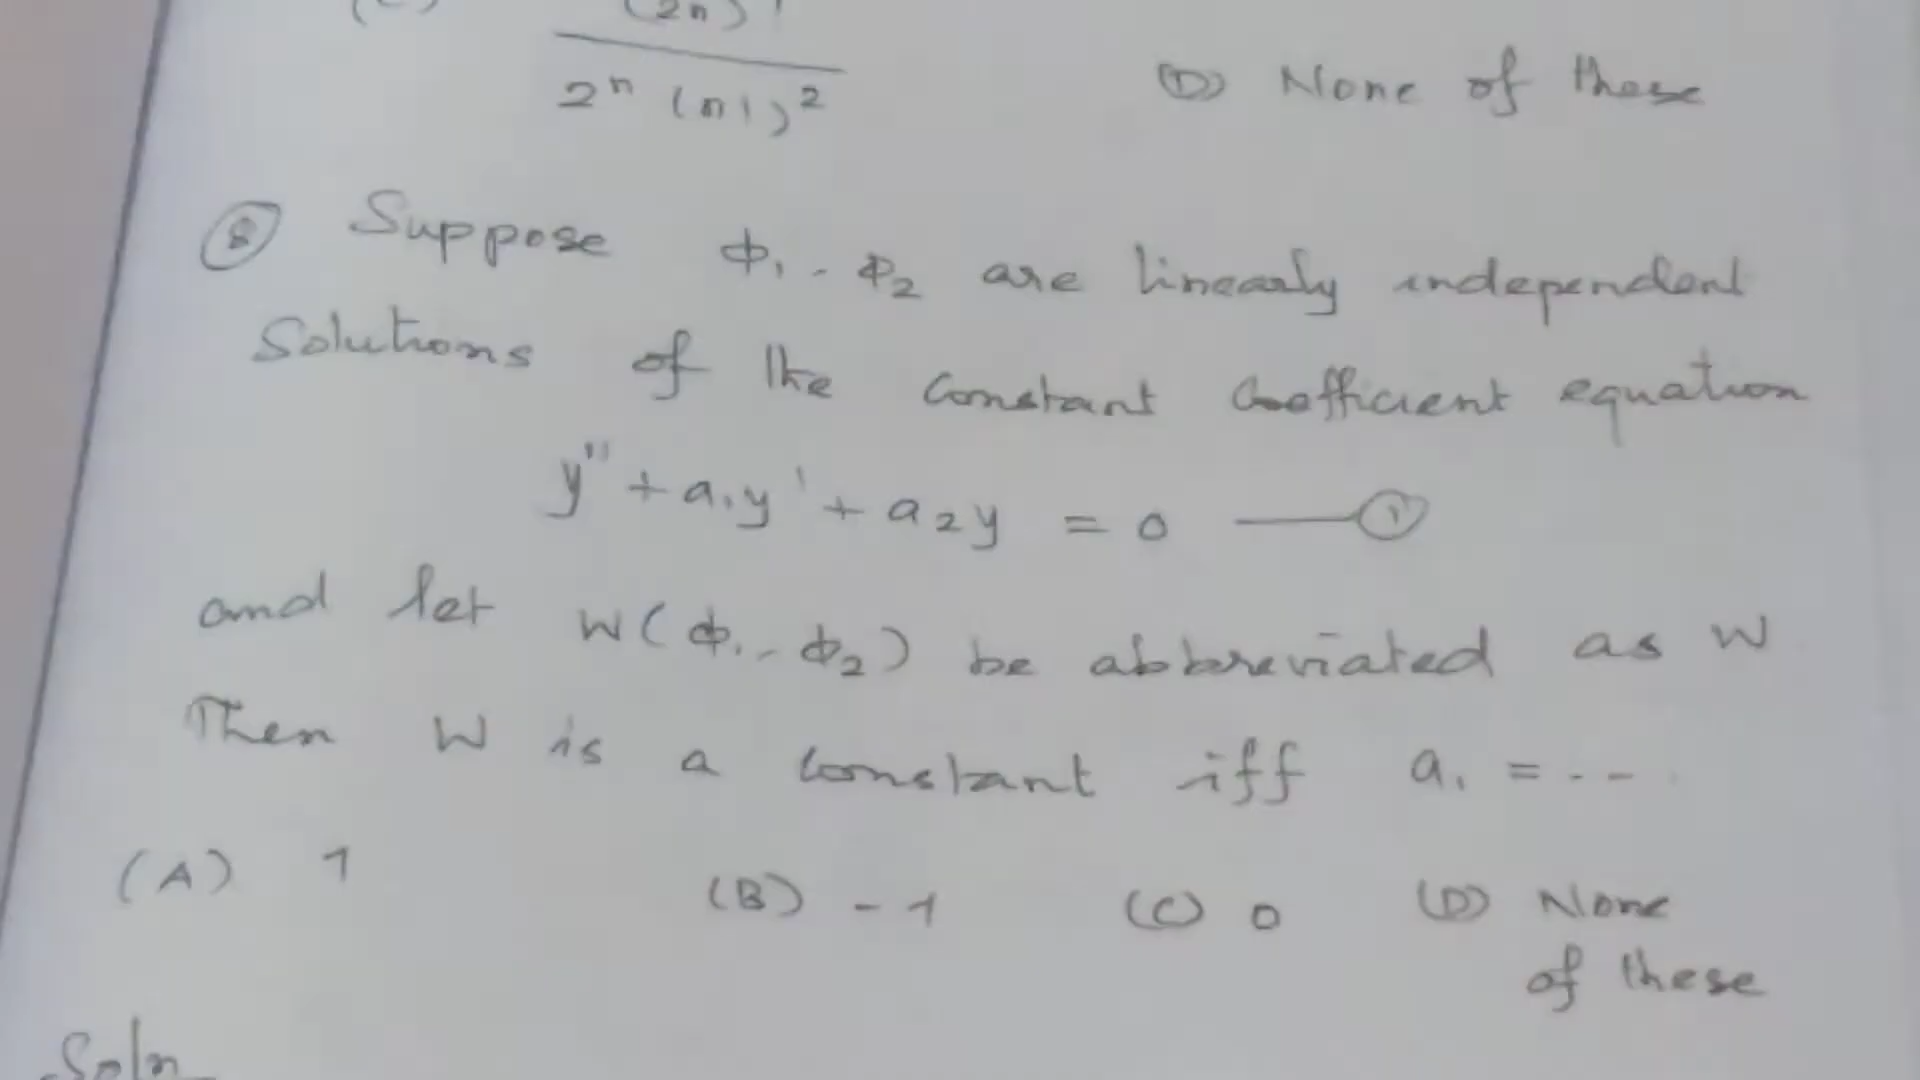 (2n)!
2ⁿ (n!)²
(D) None of these
⑧ Suppose ϕ₁, ϕ₂ are linearly independent
Solutions of the Constant Coefficient equation
y'' + a₁y' + a₂y = 0 —①
and let W(ϕ₁, ϕ₂) be abbreviated as W
Then W is a constant iff a₁ = ---
(A) 1 (B) -1 (C) 0 (D) None
of these
Soln